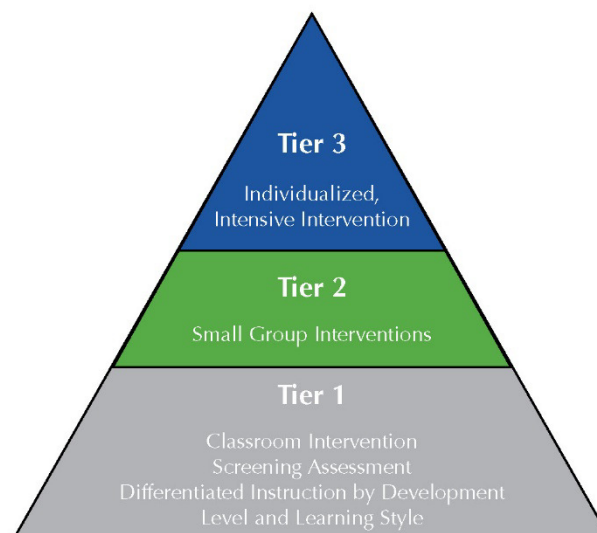 Tier 3
Individualized,
Intensive Intervention
Tier 2
Small Group Interventions
Tier 1
Classroom Intervention
Screening Assessment
Differentiated Instruction by Development
Level and Learning Style